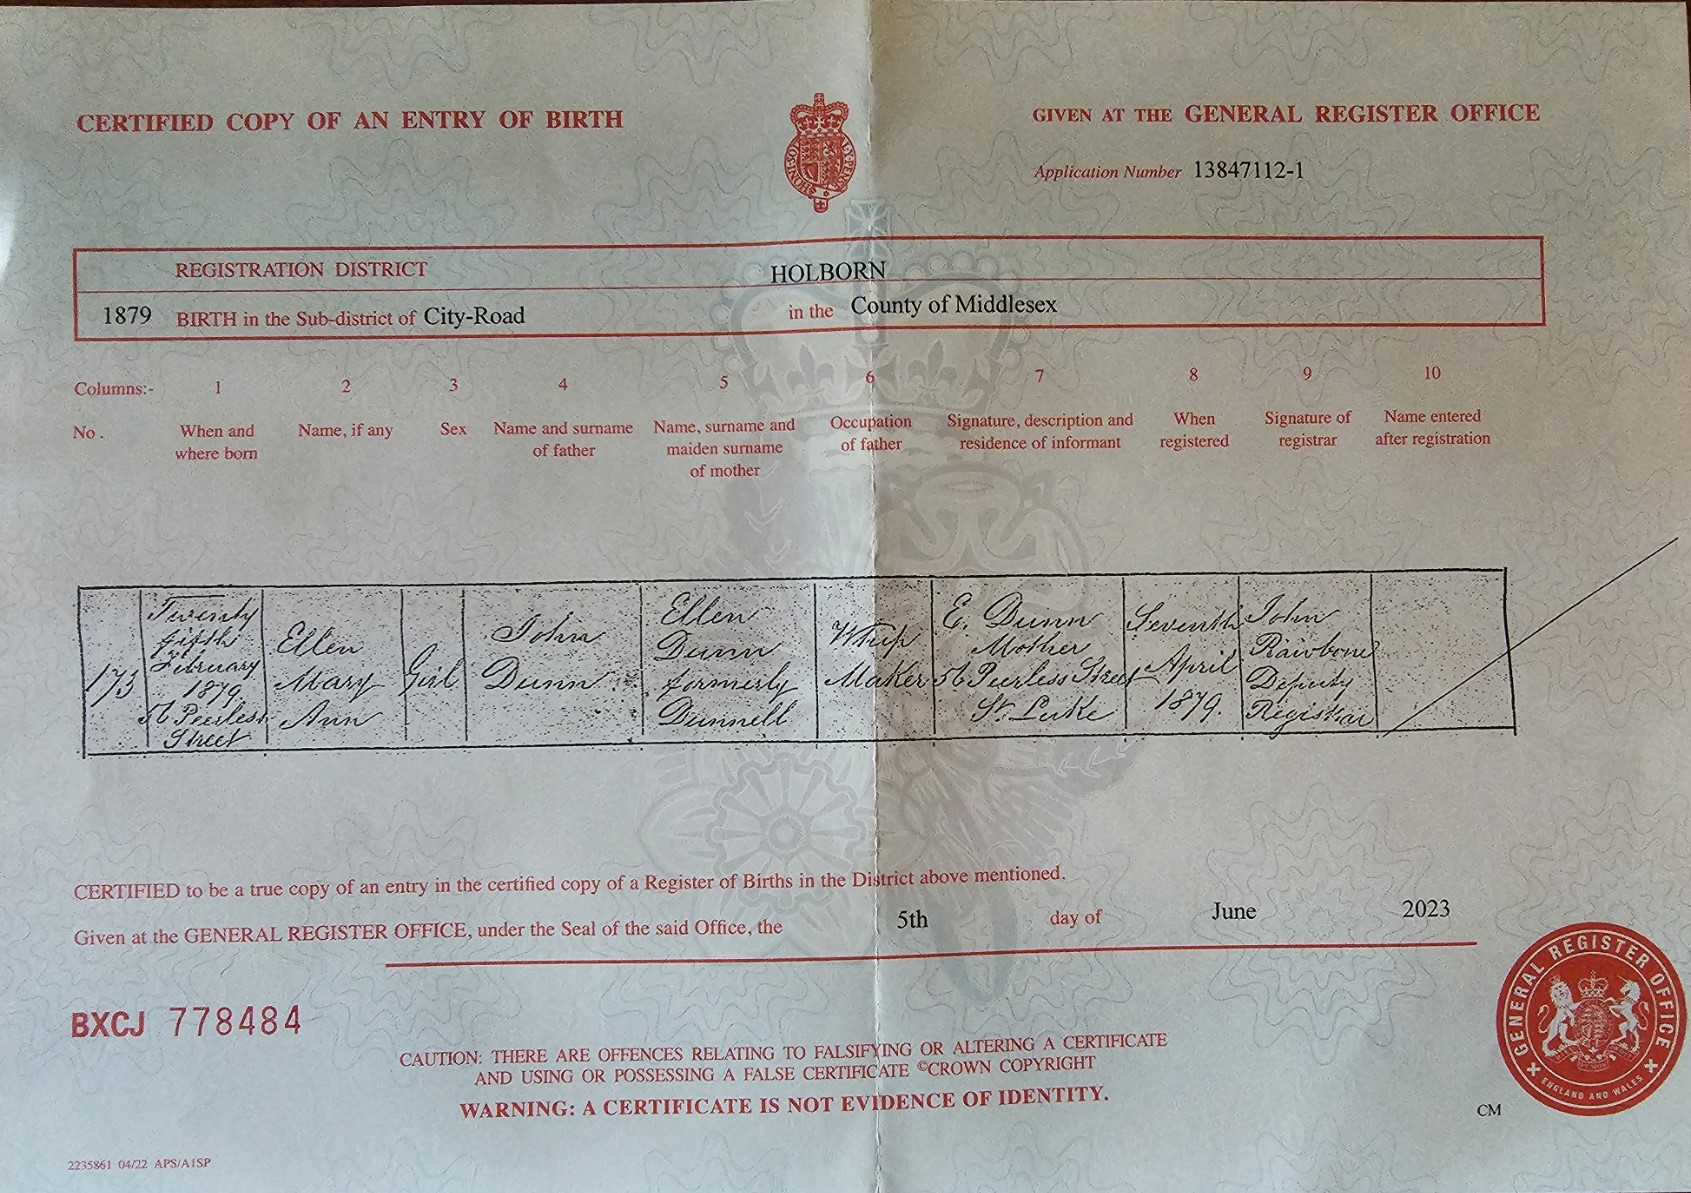 CERTIFIED COPY OF AN ENTRY OF BIRTH
GIVEN AT THE GENERAL REGISTER OFFICE
Application Number 13847112-1
REGISTRATION DISTRICT HOLBORN
1879 BIRTH in the Sub-district of City-Road in the County of Middlesex
Columns:- 1 2 3 4 5 6 7 8 9 10
No.
When and
where born
Name, if any
Sex
Name and surname
of father
Name, surname and
maiden surname
of mother
Occupation
of father
Signature, description and
residence of informant
When
registered
Signature of
registrar
Name entered
after registration
173
Twenty
fifth
February
1879
Peerless
Street
Ellen
Mary
Ann
Girl
John
Dunn
Ellen
Dunn
formerly
Dunnell
Whip
Maker
E. Dunn
Mother
Peerless Street
St. Luke
Seventh
April
1879.
John
Rawbone
Deputy
Registrar
CERTIFIED to be a true copy of an entry in the certified copy of a Register of Births in the District above mentioned.
Given at the GENERAL REGISTER OFFICE, under the Seal of the said Office, the 5th day of June 2023
BXCJ 778484
CAUTION: THERE ARE OFFENCES RELATING TO FALSIFYING OR ALTERING A CERTIFICATE
AND USING OR POSSESSING A FALSE CERTIFICATE ©CROWN COPYRIGHT
WARNING: A CERTIFICATE IS NOT EVIDENCE OF IDENTITY.
GENERAL REGISTER OFFICE
ENGLAND AND WALES
CM
2235861 04/22 APS/A1SP